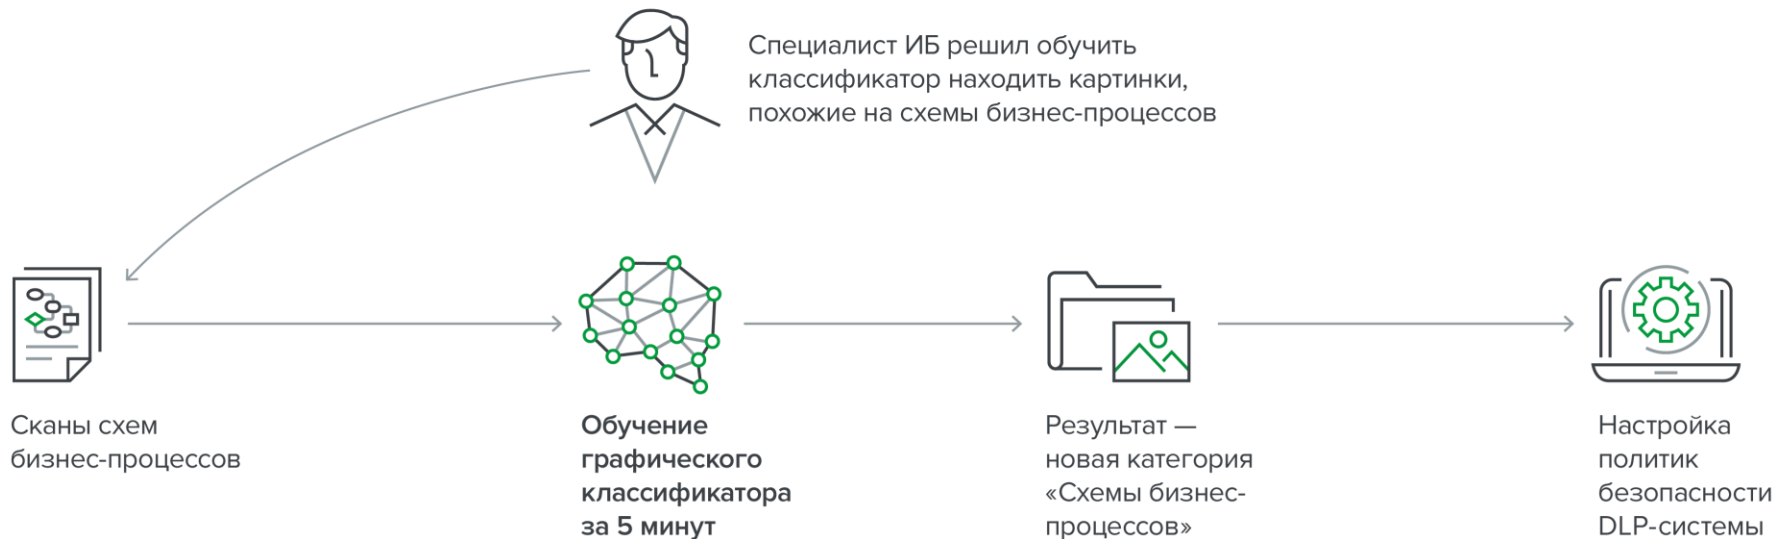 Специалист ИБ решил обучить
классификатор находить картинки,
похожие на схемы бизнес-процессов
Сканы схем
бизнес-процессов
Обучение
графического
классификатора
за 5 минут
Результат —
новая категория
«Схемы бизнес-
процессов»
Настройка
политик
безопасности
DLP-системы